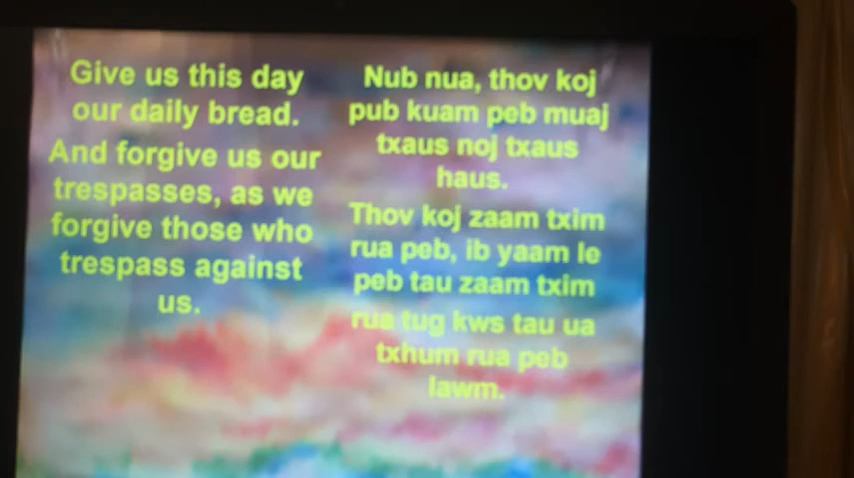 Give us this day
our daily bread.
And forgive us our
trespasses, as we
forgive those who
trespass against
us.
Nub nua, thov koj
pub kuam peb muaj
txaus noj txaus
haus.
Thov koj zaam txim
rua peb, ib yaam le
peb tau zaam txim
rua tug kws tau ua
txhum rua peb
lawm.